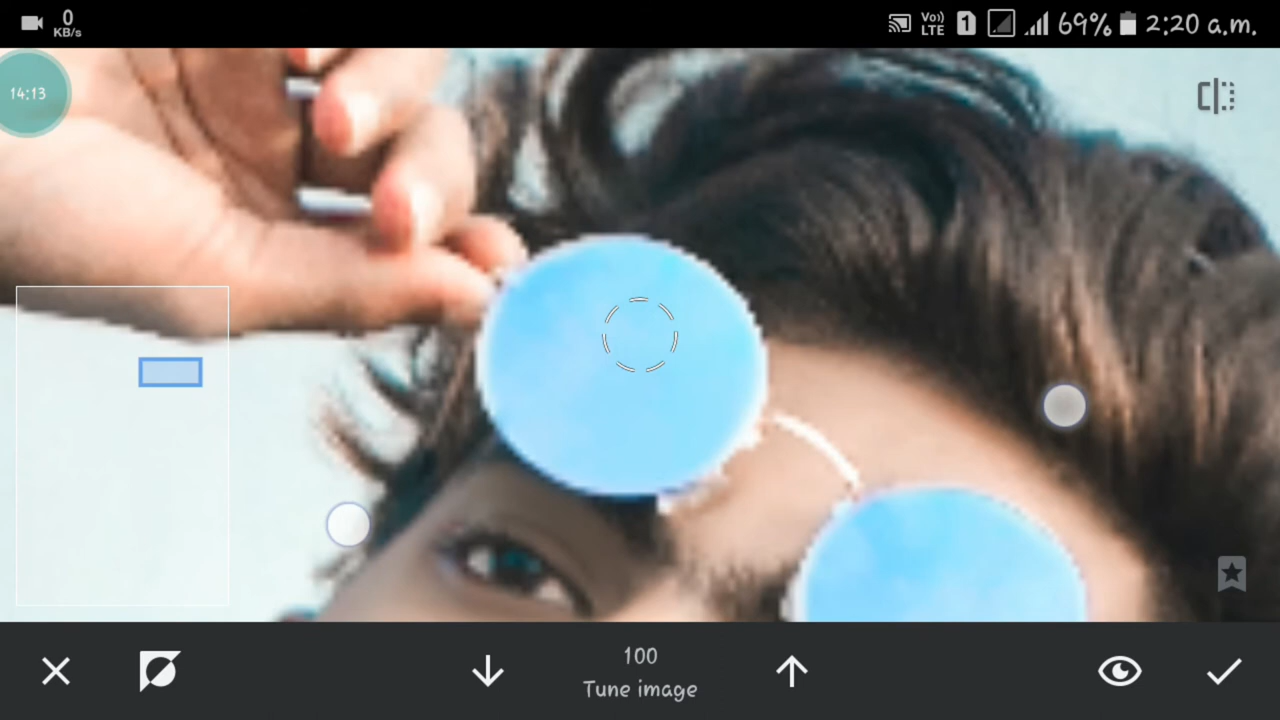 0
KB/s
Vo))
LTE
1
69%
2:20 a.m.
14:13
100
Tune image